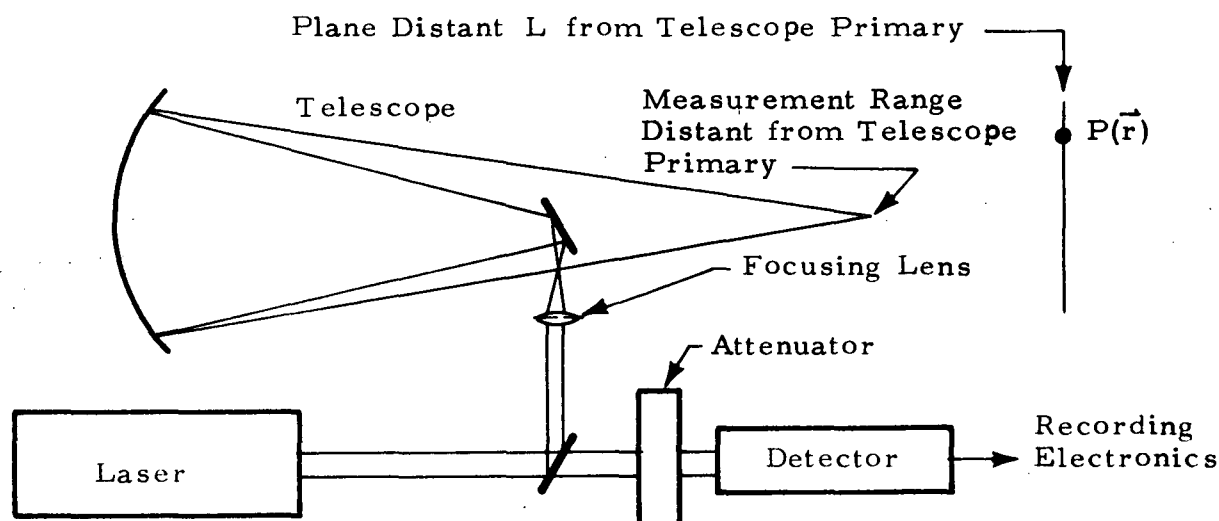 Plane Distant L from Telescope Primary
Telescope
Measurement Range
Distant from Telescope
Primary
P(r⃗)
Focusing Lens
Attenuator
Laser
Detector
Recording
Electronics